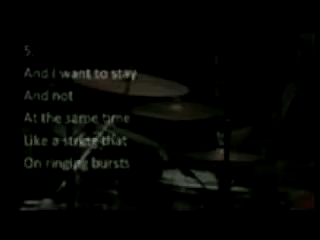 5.
And I want to stay
And not
At the same time
Like a string that
On ringing bursts